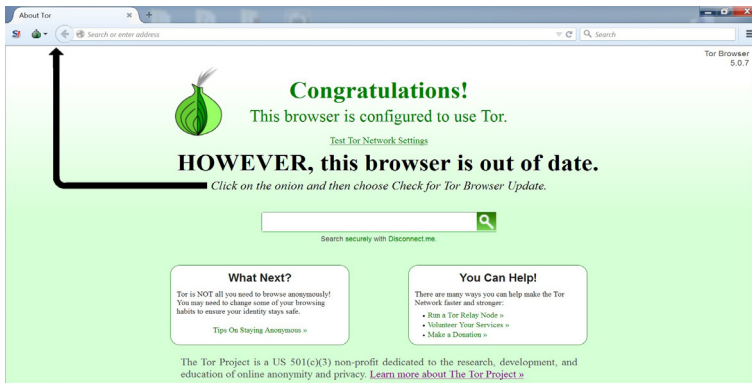 About Tor
Search or enter address
Search
Tor Browser
5.0.7
Congratulations!
This browser is configured to use Tor.
Test Tor Network Settings
HOWEVER, this browser is out of date.
Click on the onion and then choose Check for Tor Browser Update.
Search securely with Disconnect.me.
What Next?
Tor is NOT all you need to browse anonymously!
You may need to change some of your browsing
habits to ensure your identity stays safe.
Tips On Staying Anonymous »
You Can Help!
There are many ways you can help make the Tor
Network faster and stronger:
• Run a Tor Relay Node »
• Volunteer Your Services »
• Make a Donation »
The Tor Project is a US 501(c)(3) non-profit dedicated to the research, development, and
education of online anonymity and privacy. Learn more about The Tor Project »